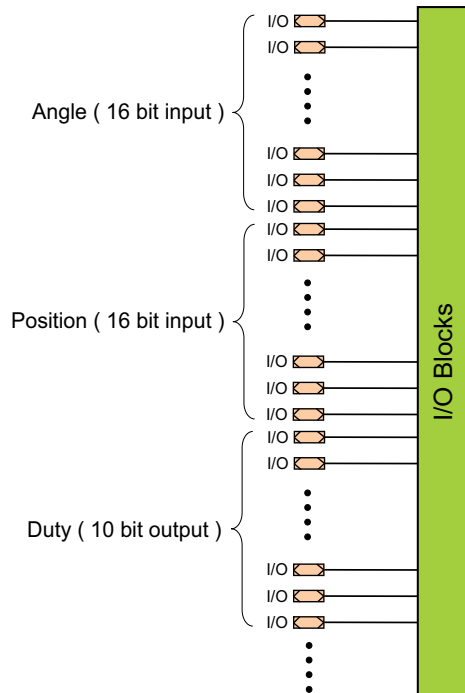 I/O
I/O
Angle ( 16 bit input )
I/O
I/O
I/O
I/O
I/O
Position ( 16 bit input )
I/O
I/O
I/O
I/O
I/O
Duty ( 10 bit output )
I/O
I/O
I/O
I/O Blocks